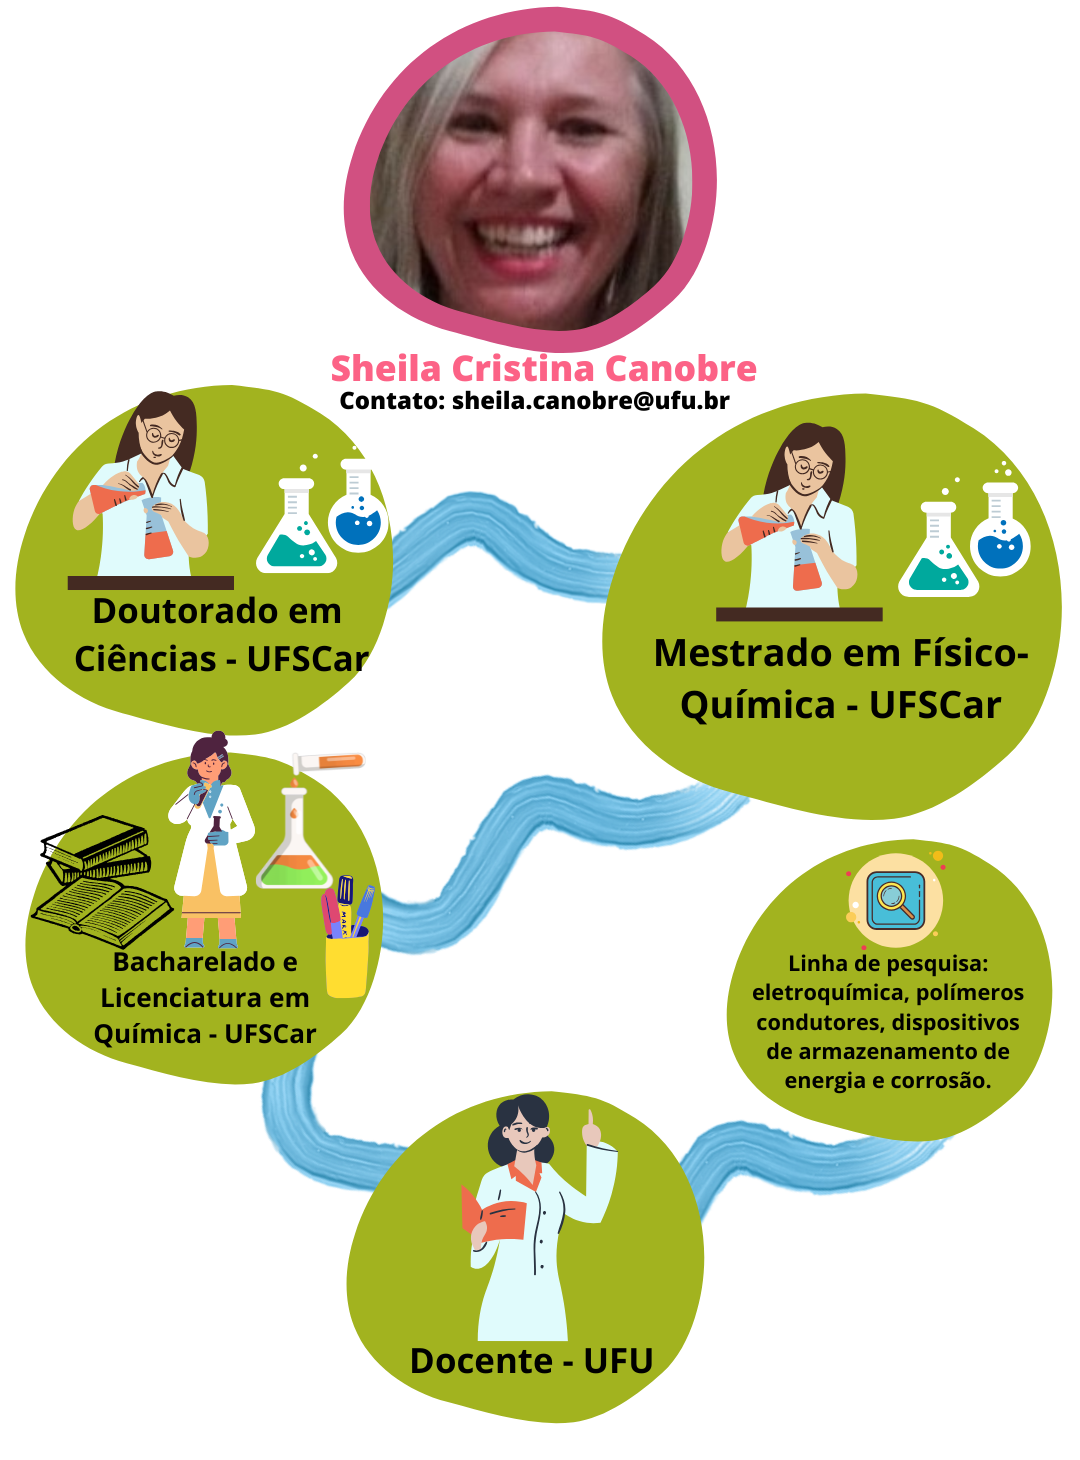 Sheila Cristina Canobre
Contato: sheila.canobre@ufu.br
Doutorado em
Ciências - UFSCar
Mestrado em Físico-
Química - UFSCar
Bacharelado e
Licenciatura em
Química - UFSCar
Linha de pesquisa:
eletroquímica, polímeros
condutores, dispositivos
de armazenamento de
energia e corrosão.
Docente - UFU